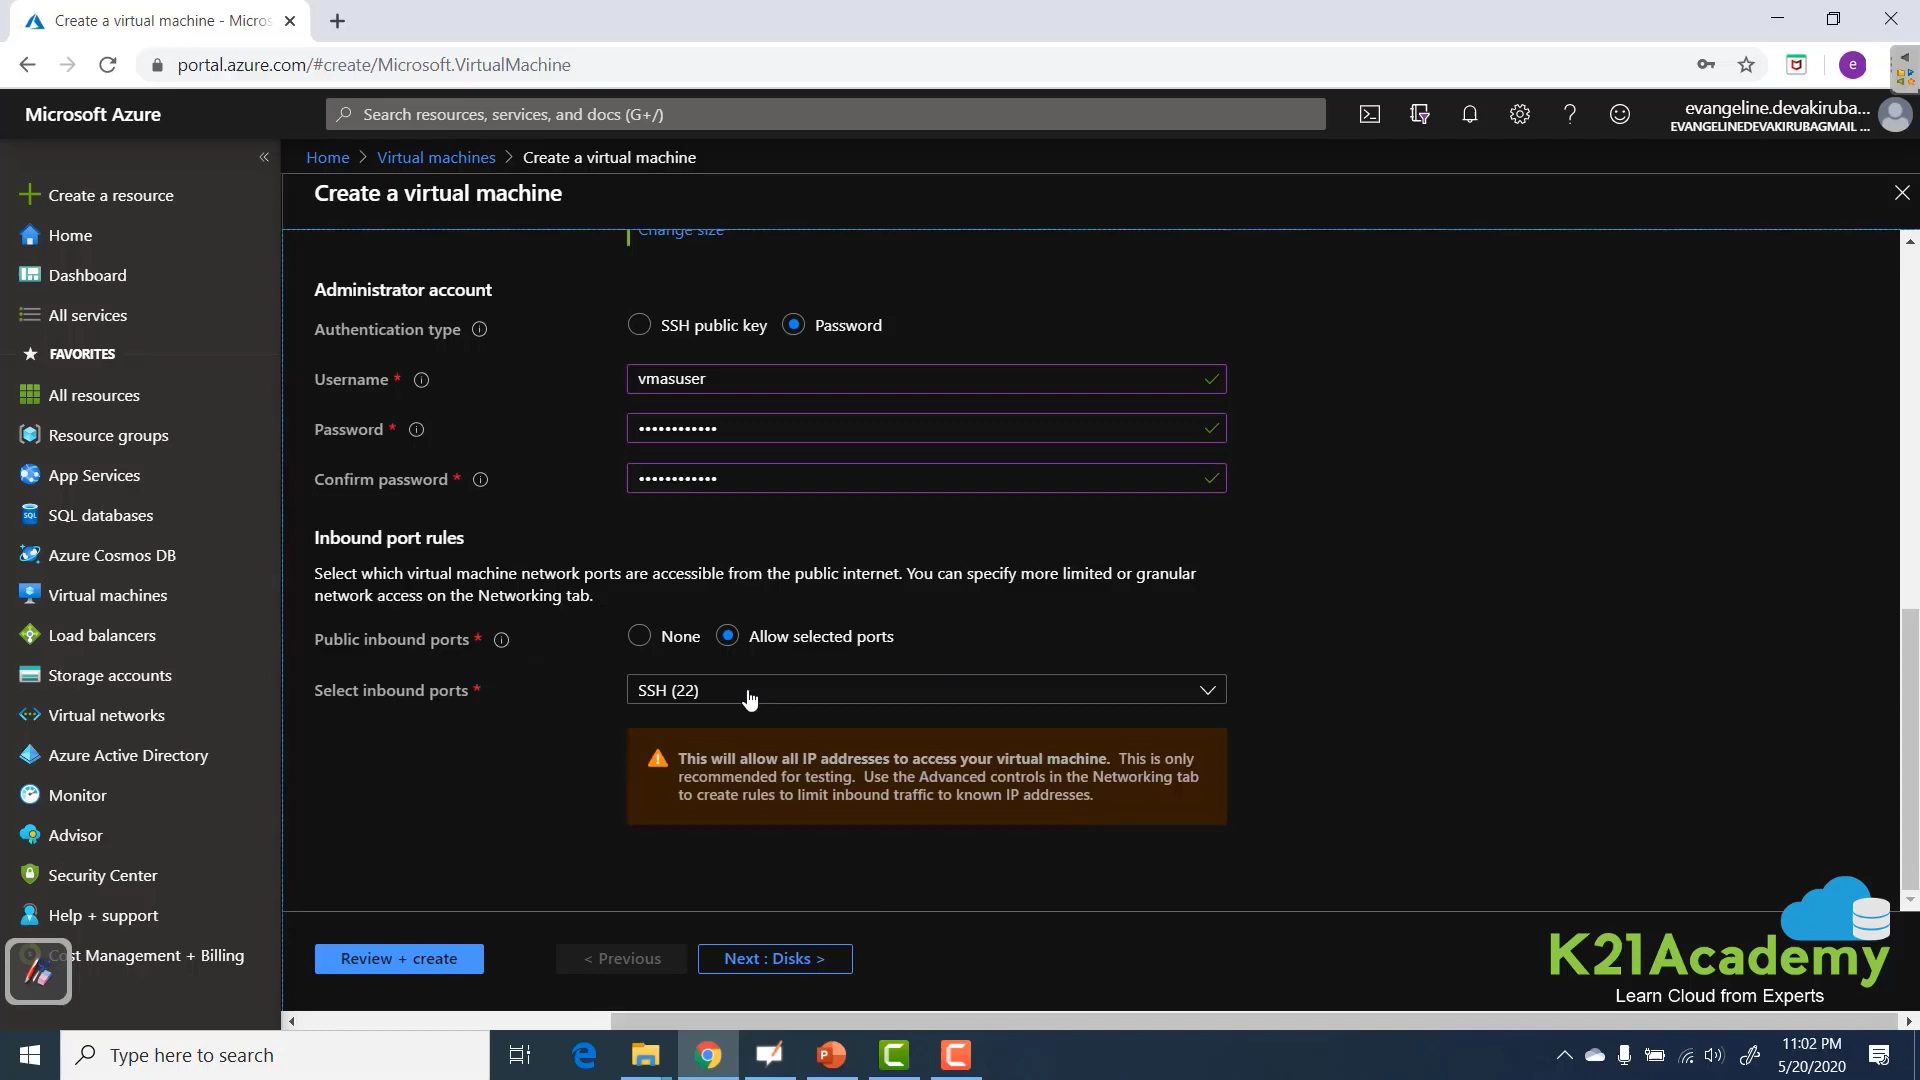 Create a virtual machine - Micros
portal.azure.com/#create/Microsoft.VirtualMachine
e
Microsoft Azure
Search resources, services, and docs (G+/)
evangeline.devakiruba...
EVANGELINEDEVAKIRUBAGMAIL ...
Home > Virtual machines > Create a virtual machine
Create a virtual machine
Create a resource
Home
Dashboard
All services
FAVORITES
All resources
Resource groups
App Services
SQL databases
Azure Cosmos DB
Virtual machines
Load balancers
Storage accounts
Virtual networks
Azure Active Directory
Monitor
Advisor
Security Center
Help + support
Cost Management + Billing
Change size
Administrator account
Authentication type
SSH public key
Password
Username *
vmasuser
Password *
••••••••••••
Confirm password *
••••••••••••
Inbound port rules
Select which virtual machine network ports are accessible from the public internet. You can specify more limited or granular
network access on the Networking tab.
Public inbound ports *
None
Allow selected ports
Select inbound ports *
SSH (22)
This will allow all IP addresses to access your virtual machine. This is only
recommended for testing. Use the Advanced controls in the Networking tab
to create rules to limit inbound traffic to known IP addresses.
Review + create
< Previous
Next : Disks >
K21Academy
Learn Cloud from Experts
Type here to search
11:02 PM
5/20/2020